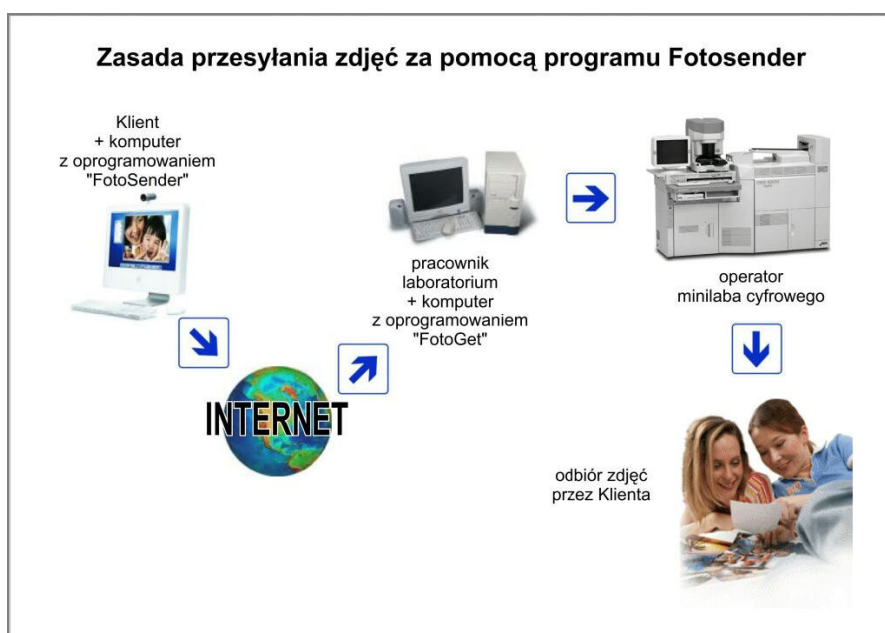 Zasada przesyłania zdjęć za pomocą programu Fotosender
Klient
+ komputer
z oprogramowaniem
"FotoSender"
INTERNET
pracownik
laboratorium
+ komputer
z oprogramowaniem
"FotoGet"
operator
minilaba cyfrowego
odbiór zdjęć
przez Klienta